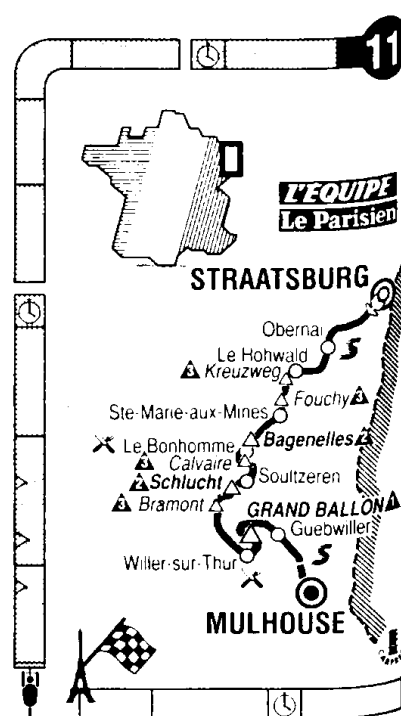 11
L'EQUIPE
Le Parisien
STRAATSBURG
Obernai
S
Le Hohwald
3 Kreuzweg
Fouchy 3
Ste-Marie-aux-Mines
Bagenelles 2
Le Bonhomme
3 Calvaire
2 Schlucht
Soultzeren
3 Bramont
GRAND BALLON 1
Guebwiller
S
Willer-sur-Thur
MULHOUSE